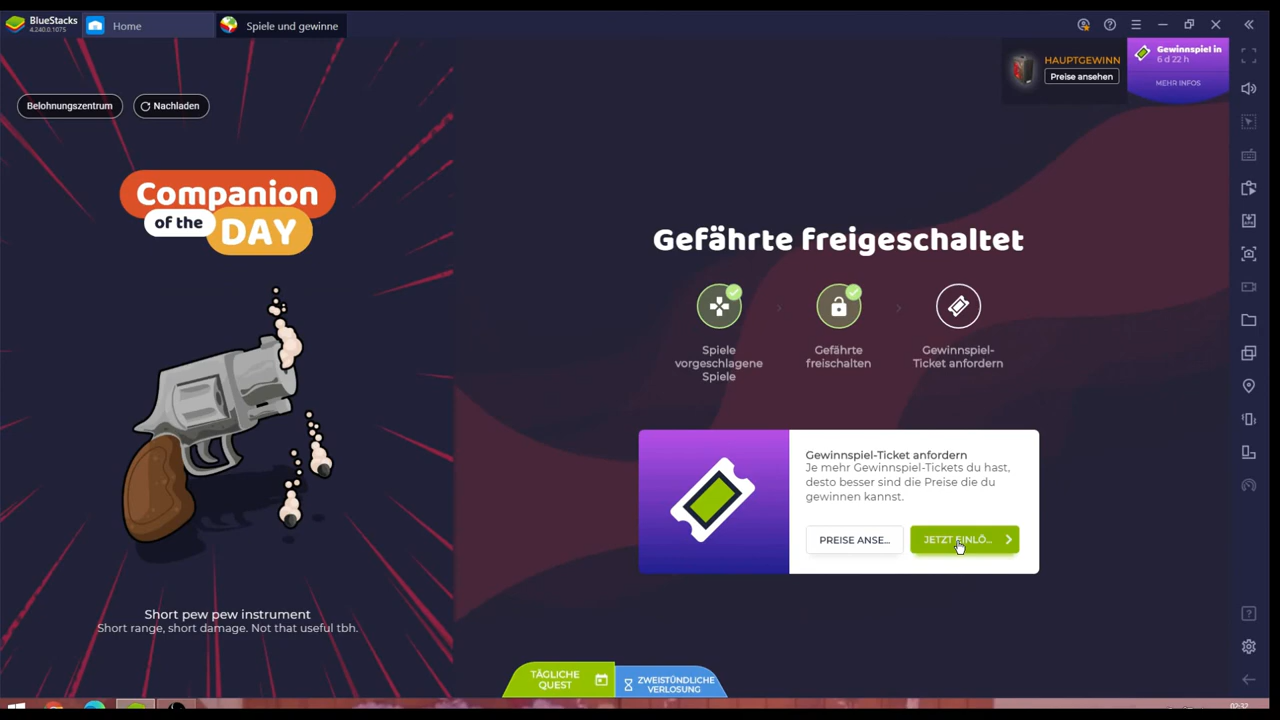 BlueStacks
4.240.0.1075
Home
Spiele und gewinne
HAUPTGEWINN
Preise ansehen
Gewinnspiel in
6 d 22 h
MEHR INFOS
Belohnungszentrum
Nachladen
Companion
of the
DAY
Gefährte freigeschaltet
Spiele
vorgeschlagene
Spiele
Gefährte
freischalten
Gewinnspiel-
Ticket anfordern
Gewinnspiel-Ticket anfordern
Je mehr Gewinnspiel-Tickets du hast,
desto besser sind die Preise die du
gewinnen kannst.
PREISE ANSE...
JETZT EINLÖ...
Short pew pew instrument
Short range, short damage. Not that useful tbh.
TÄGLICHE
QUEST
ZWEISTÜNDLICHE
VERLOSUNG
02:32